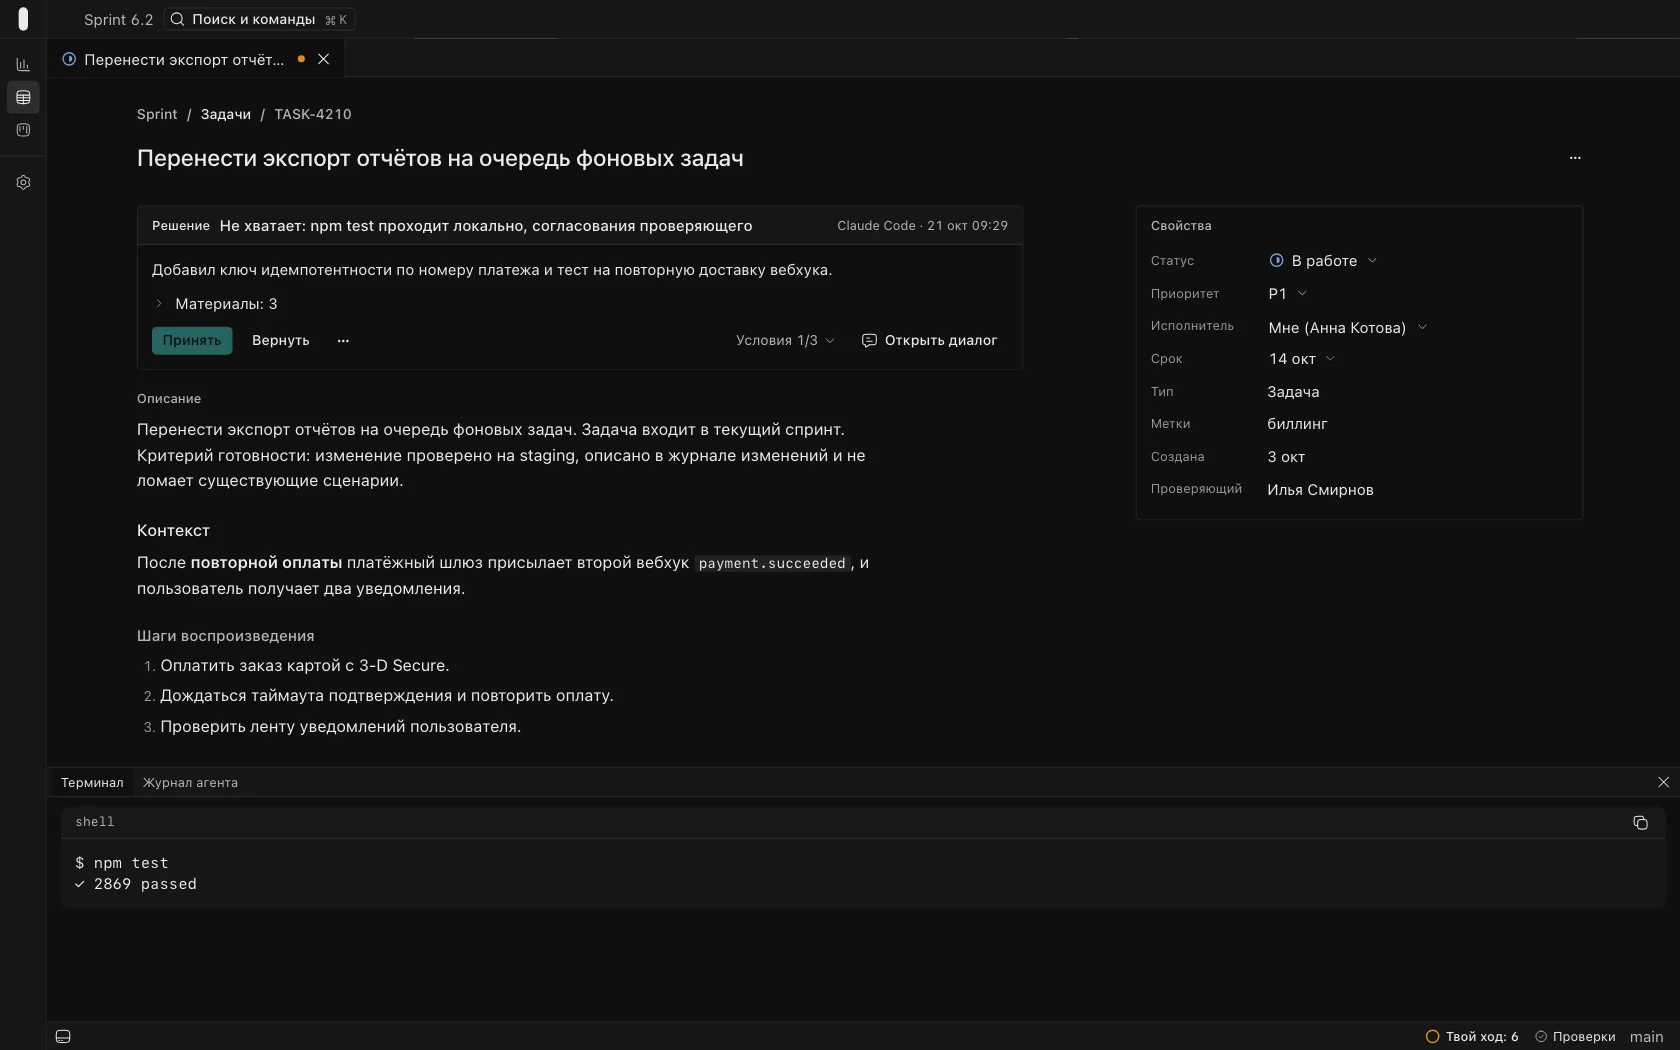 Sprint 6.2
Поиск и команды ⌘ K
Перенести экспорт отчёт...
Sprint / Задачи / TASK-4210
Перенести экспорт отчётов на очередь фоновых задач
Решение Не хватает: npm test проходит локально, согласования проверяющего
Claude Code · 21 окт 09:29
Добавил ключ идемпотентности по номеру платежа и тест на повторную доставку вебхука.
Материалы: 3
Принять Вернуть ... Условия 1/3 Открыть диалог
Описание
Перенести экспорт отчётов на очередь фоновых задач. Задача входит в текущий спринт.
Критерий готовности: изменение проверено на staging, описано в журнале изменений и не
ломает существующие сценарии.
Контекст
После повторной оплаты платёжный шлюз присылает второй вебхук payment.succeeded, и
пользователь получает два уведомления.
Шаги воспроизведения
1. Оплатить заказ картой с 3-D Secure.
2. Дождаться таймаута подтверждения и повторить оплату.
3. Проверить ленту уведомлений пользователя.
Свойства
Статус В работе
Приоритет P1
Исполнитель Мне (Анна Котова)
Срок 14 окт
Тип Задача
Метки биллинг
Создана 3 окт
Проверяющий Илья Смирнов
Терминал Журнал агента
shell
$ npm test
✓ 2869 passed
Твой ход: 6 Проверки main